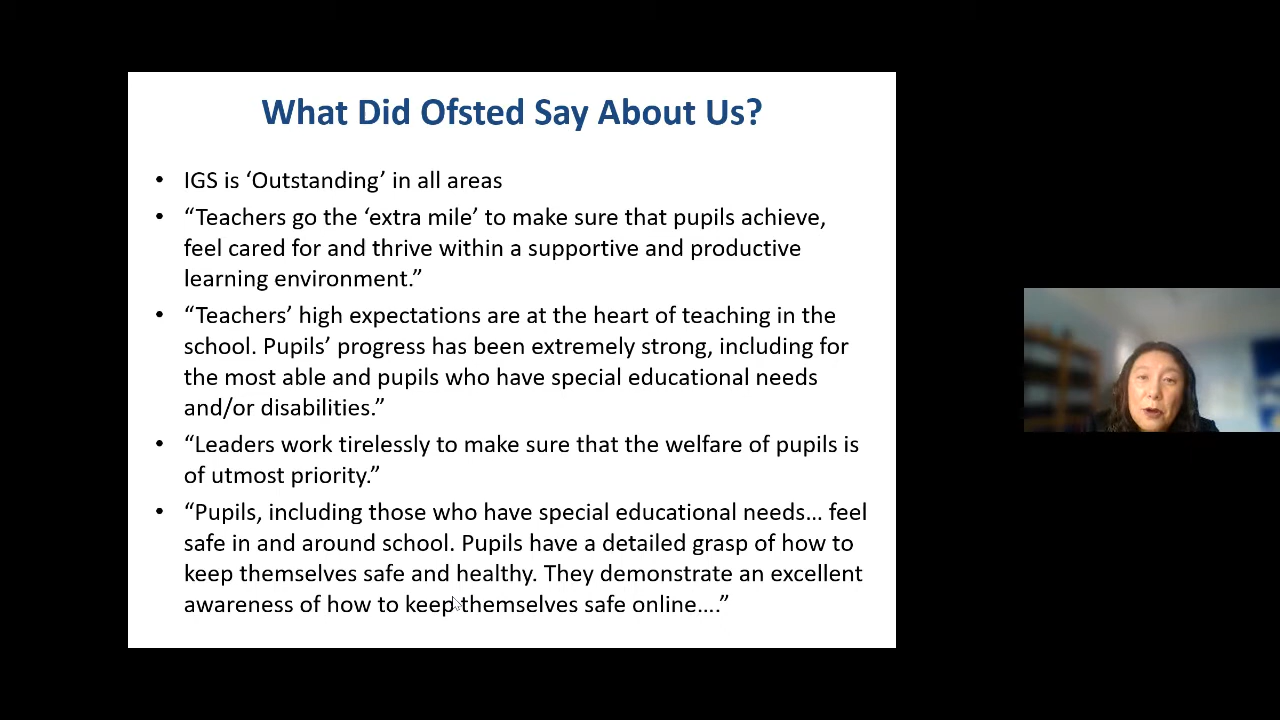 What Did Ofsted Say About Us?
• IGS is ‘Outstanding’ in all areas
• “Teachers go the ‘extra mile’ to make sure that pupils achieve,
feel cared for and thrive within a supportive and productive
learning environment.”
• “Teachers’ high expectations are at the heart of teaching in the
school. Pupils’ progress has been extremely strong, including for
the most able and pupils who have special educational needs
and/or disabilities.”
• “Leaders work tirelessly to make sure that the welfare of pupils is
of utmost priority.”
• “Pupils, including those who have special educational needs… feel
safe in and around school. Pupils have a detailed grasp of how to
keep themselves safe and healthy. They demonstrate an excellent
awareness of how to keep themselves safe online….”